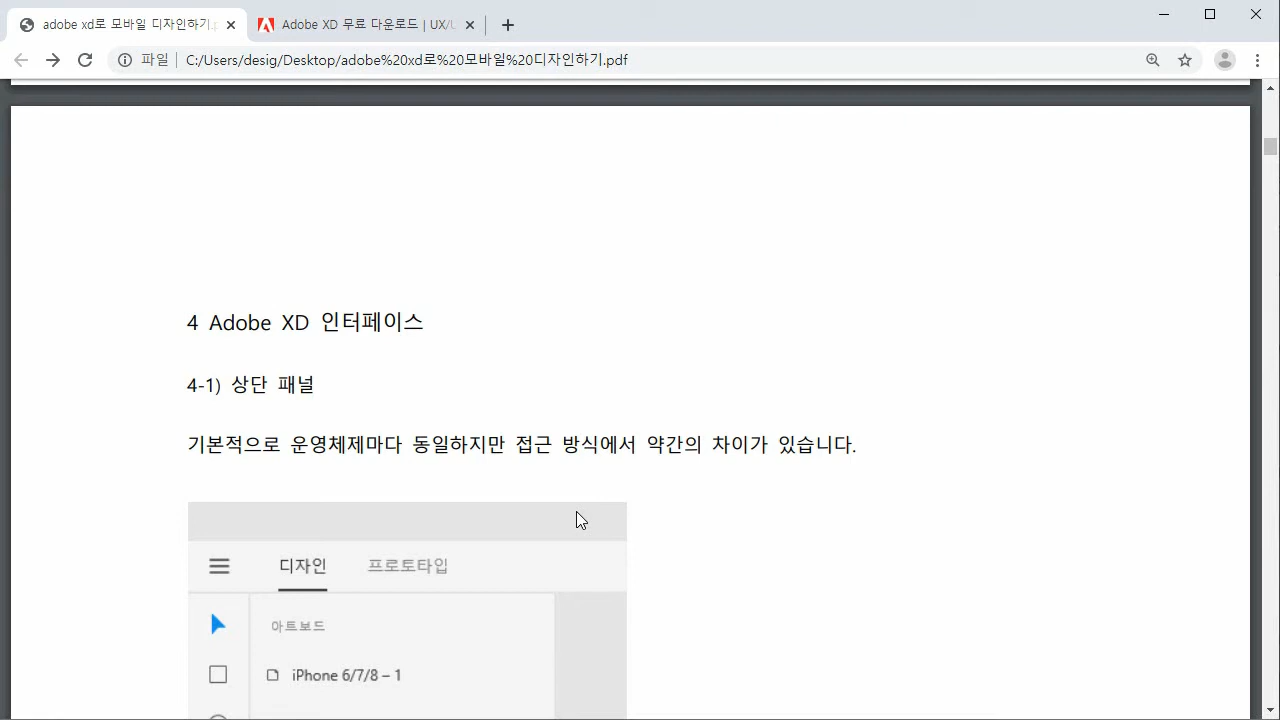 adobe xd로 모바일 디자인하기.p
Adobe XD 무료 다운로드 | UX/U
파일 C:/Users/desig/Desktop/adobe%20xd로%20모바일%20디자인하기.pdf
4 Adobe XD 인터페이스
4-1) 상단 패널
기본적으로 운영체제마다 동일하지만 접근 방식에서 약간의 차이가 있습니다.
디자인 프로토타입
아트보드
iPhone 6/7/8 – 1